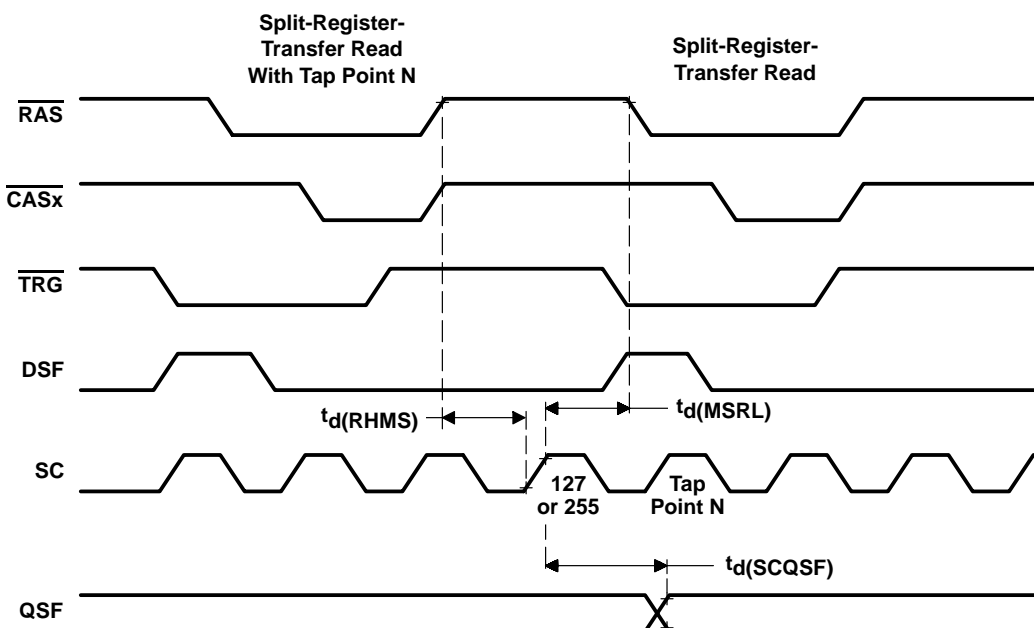 Split-Register-
Transfer Read
With Tap Point N
Split-Register-
Transfer Read
RAS
CASx
TRG
DSF
td(RHMS)
td(MSRL)
SC
127
or 255
Tap
Point N
td(SCQSF)
QSF